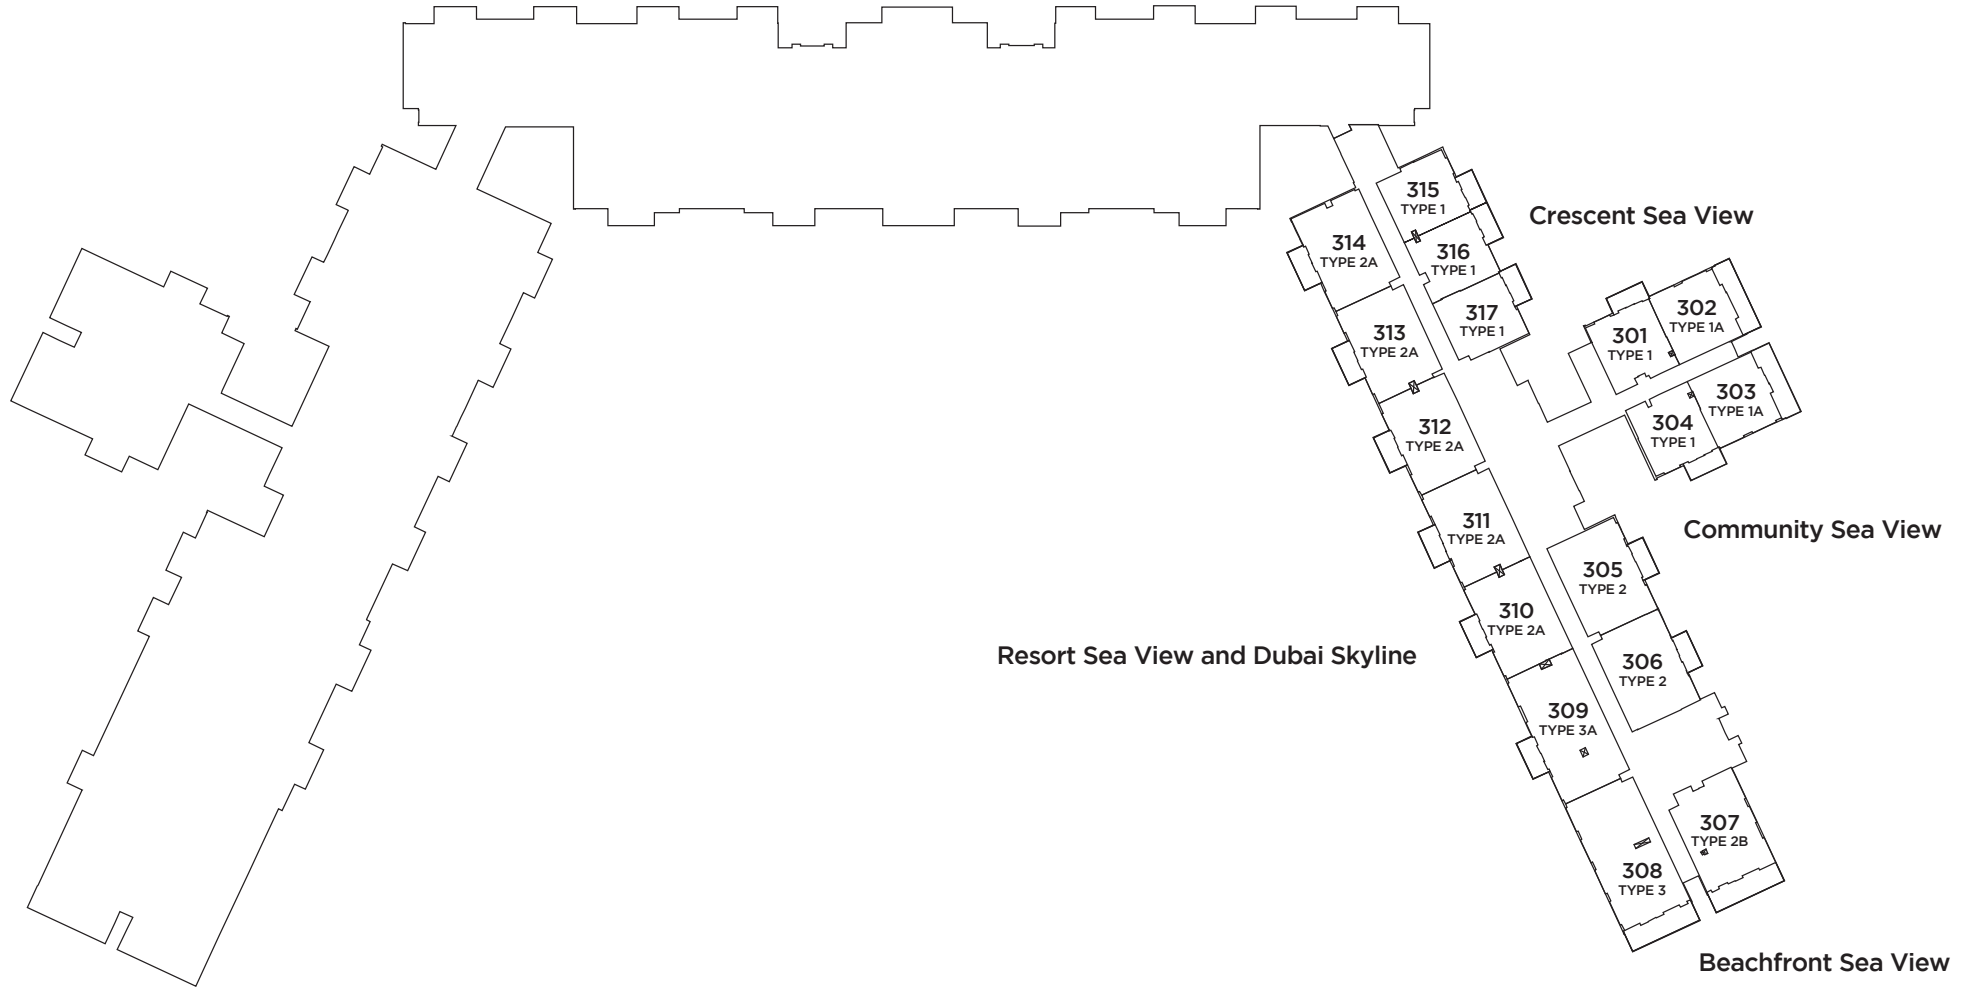 315
TYPE 1
Crescent Sea View
314
TYPE 2A
316
TYPE 1
317
TYPE 1
302
TYPE 1A
301
TYPE 1
313
TYPE 2A
303
TYPE 1A
304
TYPE 1
312
TYPE 2A
311
TYPE 2A
Community Sea View
305
TYPE 2
310
TYPE 2A
Resort Sea View and Dubai Skyline
306
TYPE 2
309
TYPE 3A
307
TYPE 2B
308
TYPE 3
Beachfront Sea View